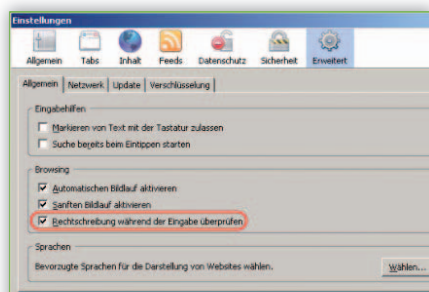 Einstellungen
Allgemein Tabs Inhalt Feeds Datenschutz Sicherheit Erweitert
Allgemein Netzwerk Update Verschlüsselung
Eingabehilfen
Markieren von Text mit der Tastatur zulassen
Suche bereits beim Eintippen starten
Browsing
Automatischen Bildlauf aktivieren
Sanften Bildlauf aktivieren
Rechtschreibung während der Eingabe überprüfen
Sprachen
Bevorzugte Sprachen für die Darstellung von Websites wählen. Wählen...